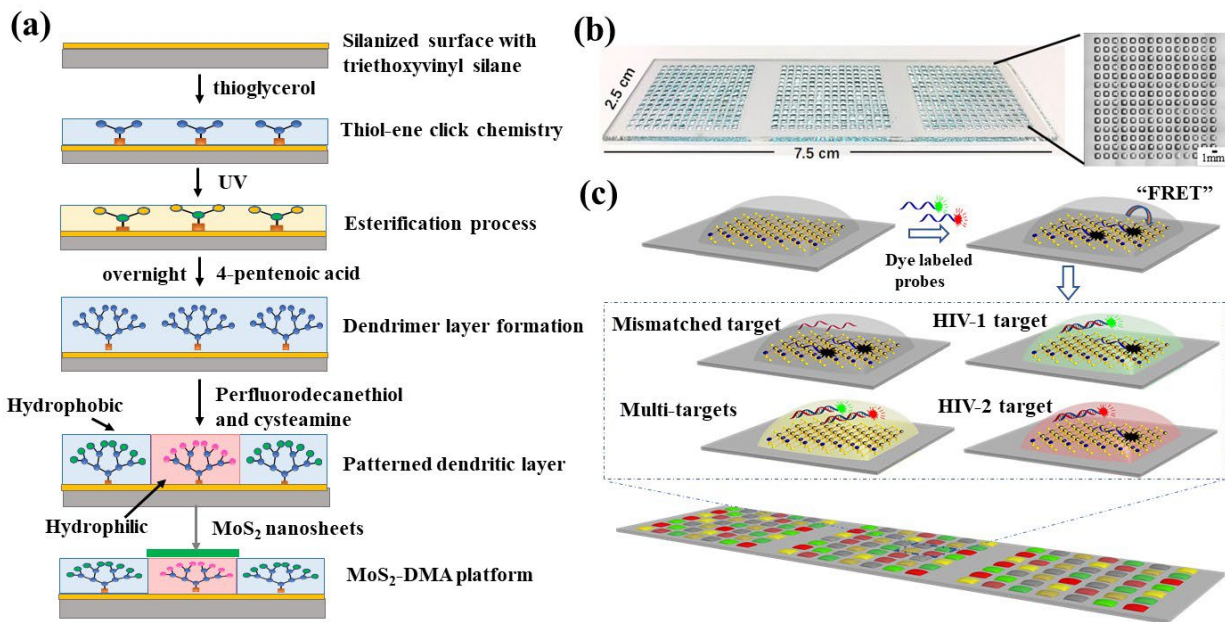 (a)
Silanized surface with
triethoxyvinyl silane
thioglycerol
Thiol-ene click chemistry
UV
Esterification process
overnight
4-pentenoic acid
Dendrimer layer formation
Hydrophobic
Perfluorodecanethiol
and cysteamine
Patterned dendritic layer
Hydrophilic
MoS₂ nanosheets
MoS₂-DMA platform
(b)
2.5 cm
7.5 cm
1mm
(c)
“FRET”
Dye labeled
probes
Mismatched target
HIV-1 target
Multi-targets
HIV-2 target